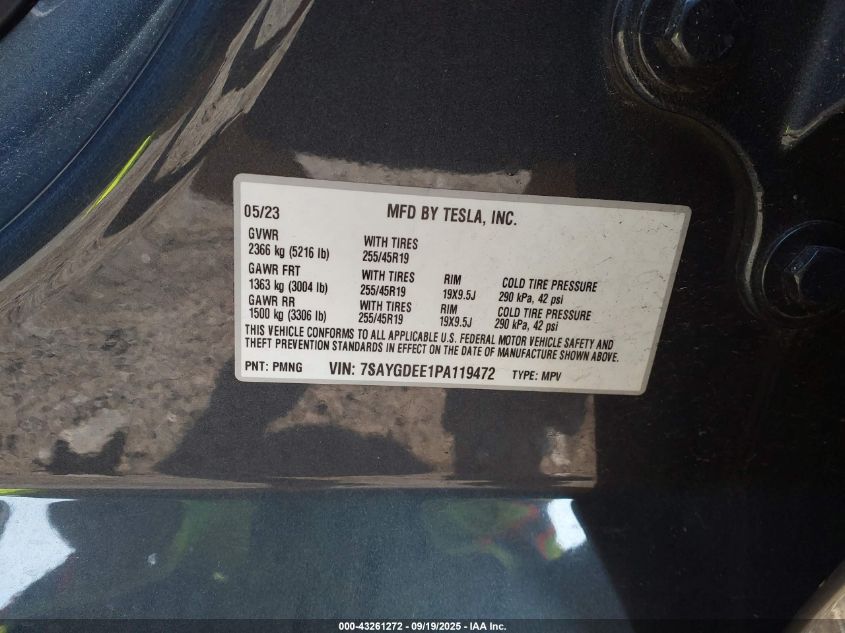 05/23 MFD BY TESLA, INC.
GVWR
2366 kg (5216 lb) WITH TIRES 255/45R19
GAWR FRT
1363 kg (3004 lb) WITH TIRES 255/45R19 RIM 19X9.5J COLD TIRE PRESSURE 290 kPa, 42 psi
GAWR RR
1500 kg (3306 lb) WITH TIRES 255/45R19 RIM 19X9.5J COLD TIRE PRESSURE 290 kPa, 42 psi
THIS VEHICLE CONFORMS TO ALL APPLICABLE U.S. FEDERAL MOTOR VEHICLE SAFETY AND
THEFT PREVENTION STANDARDS IN EFFECT ON THE DATE OF MANUFACTURE SHOWN ABOVE.
PNT: PMNG VIN: 7SAYGDEE1PA119472 TYPE: MPV
000-43261272 - 09/19/2025 - IAA Inc.